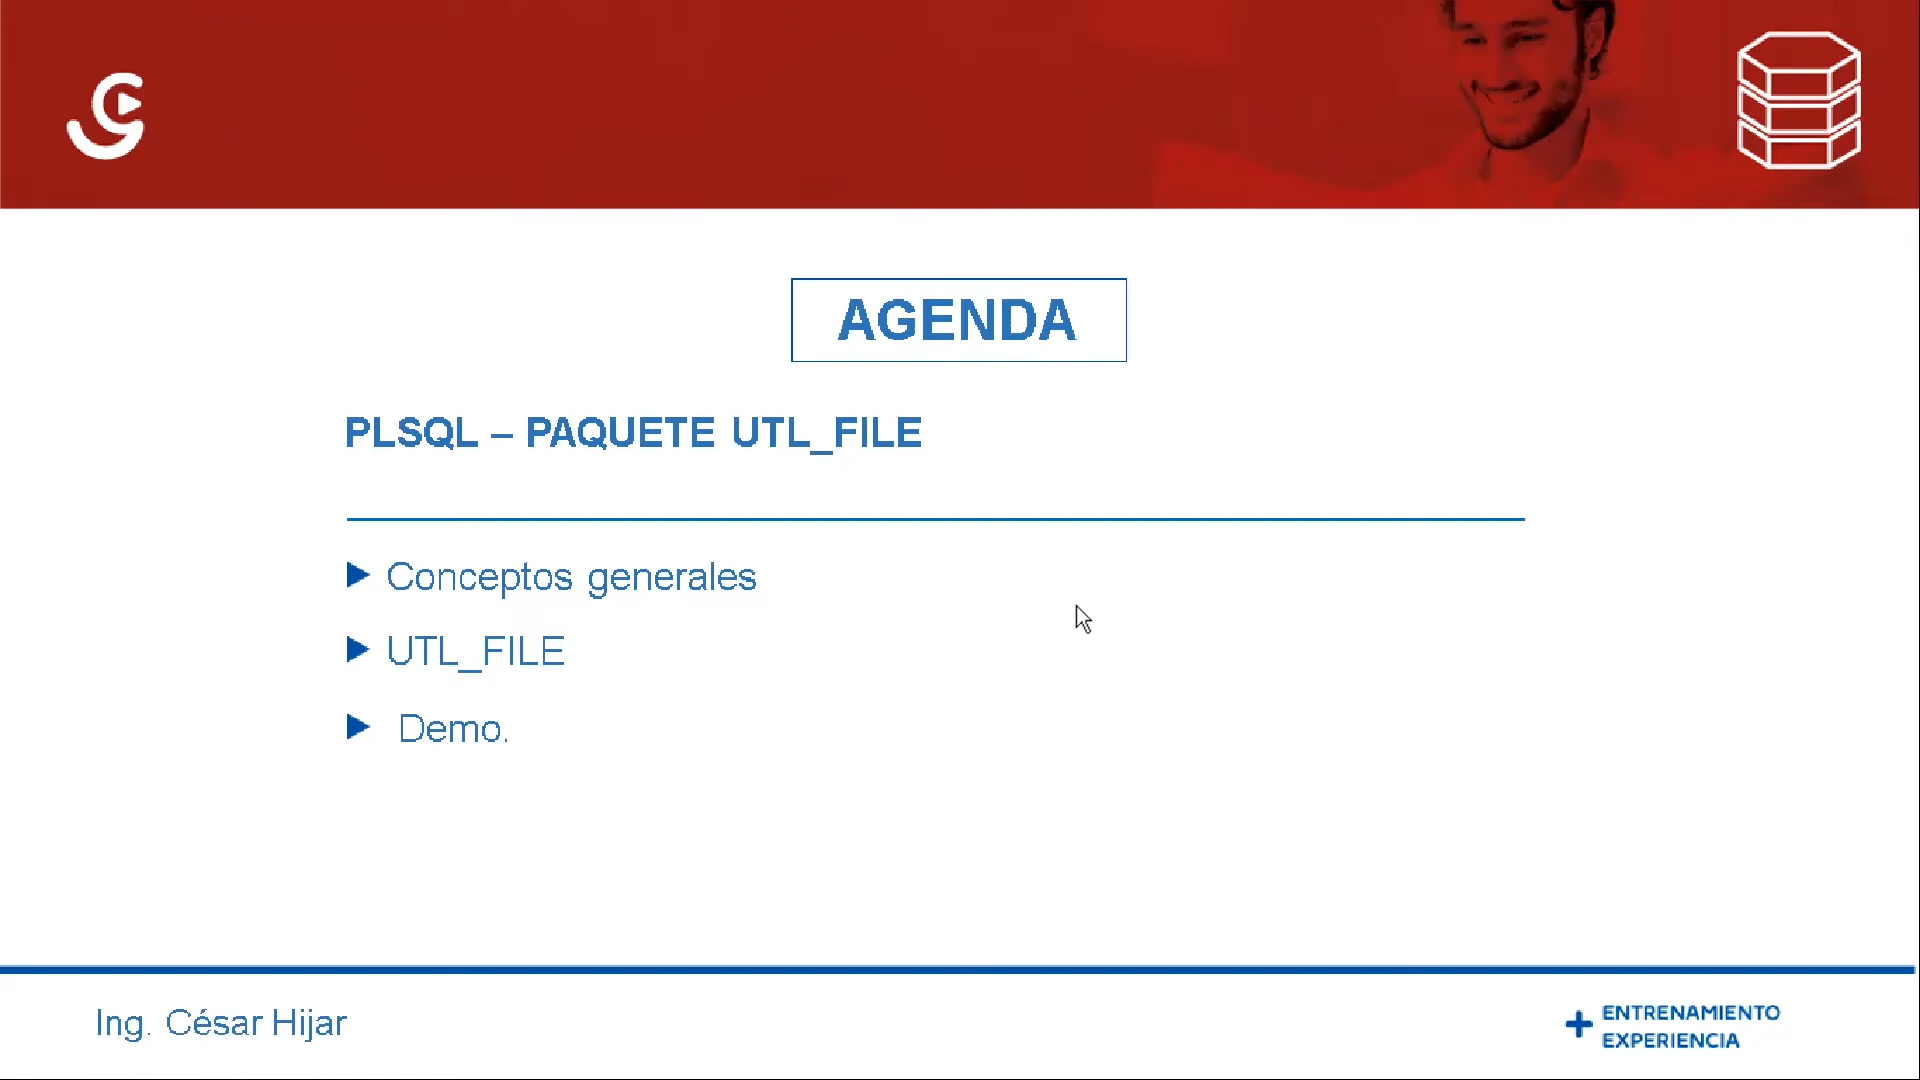 AGENDA
PLSQL – PAQUETE UTL_FILE
Conceptos generales
UTL_FILE
Demo.
Ing. César Hijar
+ ENTRENAMIENTO
EXPERIENCIA